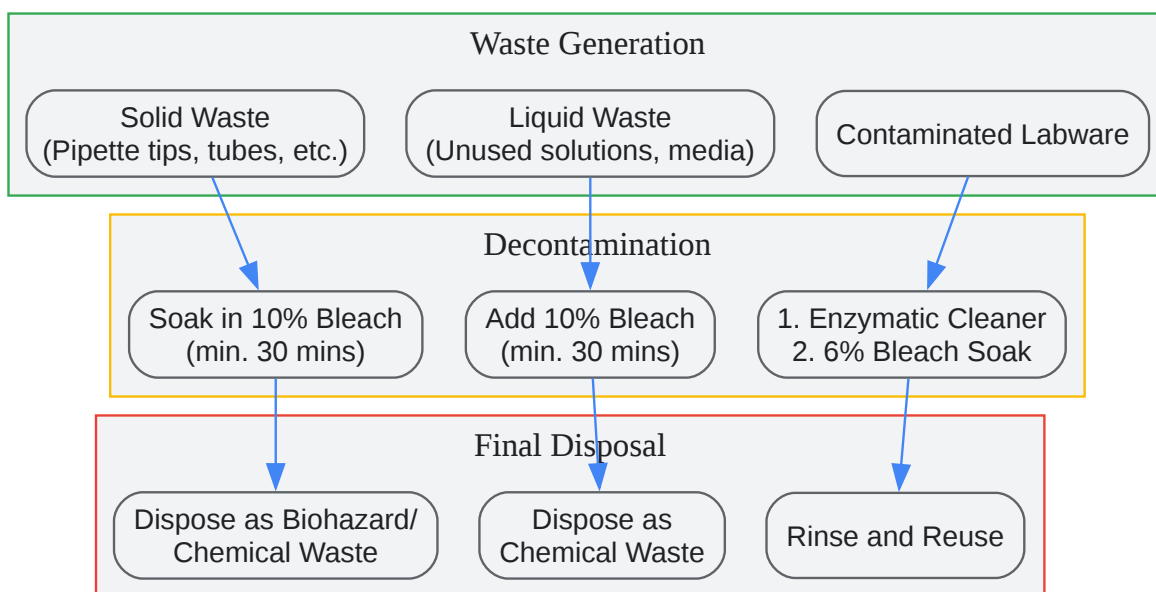 Waste Generation
Solid Waste
(Pipette tips, tubes, etc.)
Liquid Waste
(Unused solutions, media)
Contaminated Labware
Decontamination
Soak in 10% Bleach
(min. 30 mins)
Add 10% Bleach
(min. 30 mins)
1. Enzymatic Cleaner
2. 6% Bleach Soak
Final Disposal
Dispose as Biohazard/
Chemical Waste
Dispose as
Chemical Waste
Rinse and Reuse